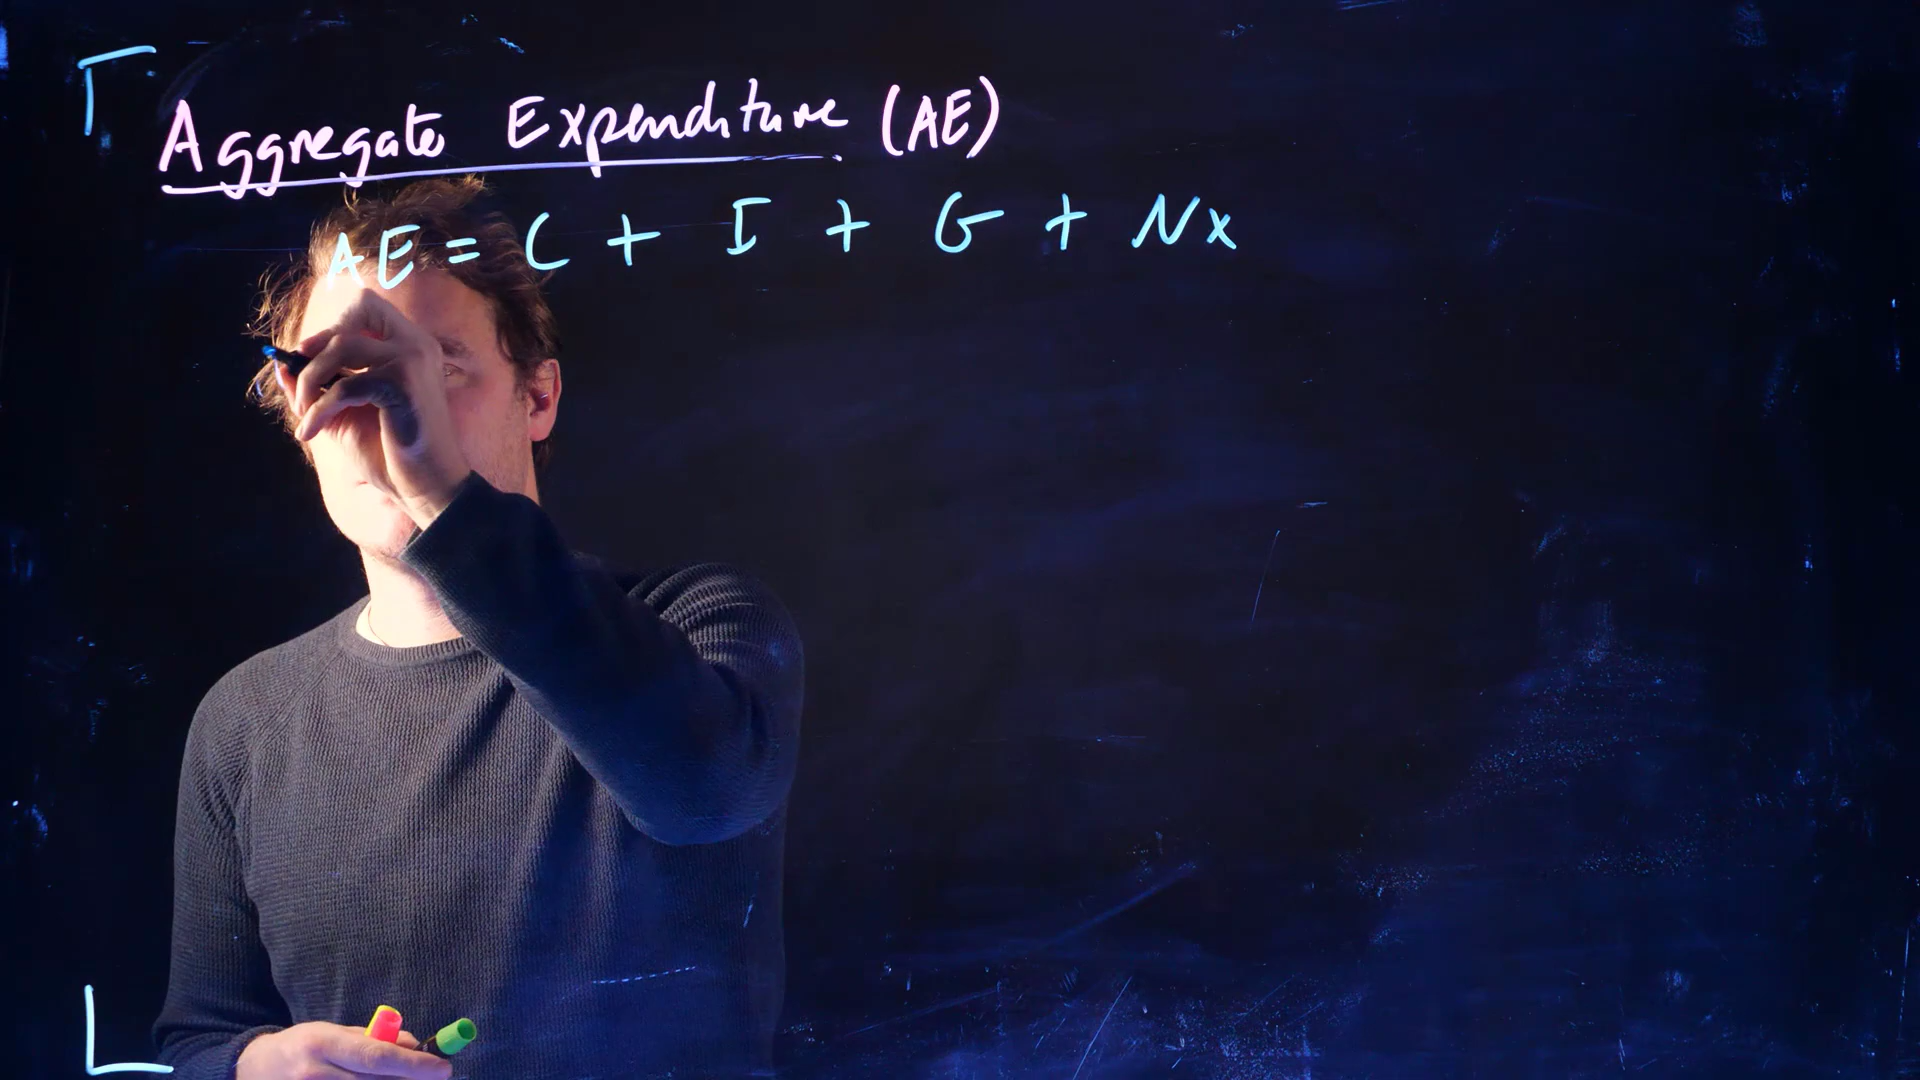 Aggregate Expenditure (AE)
AE = C + I + G + Nx